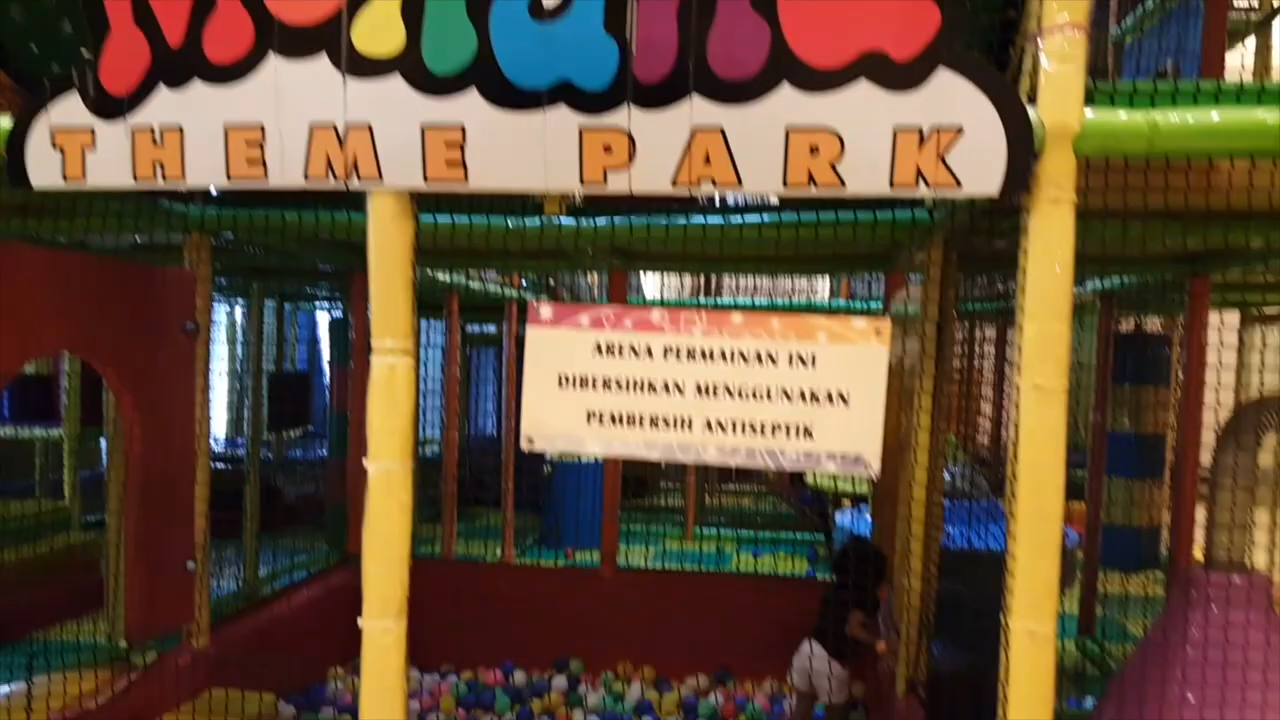 THEME PARK
ARENA PERMAINAN INI
DIBERSIHKAN MENGGUNAKAN
PEMBERSIH ANTISEPTIK